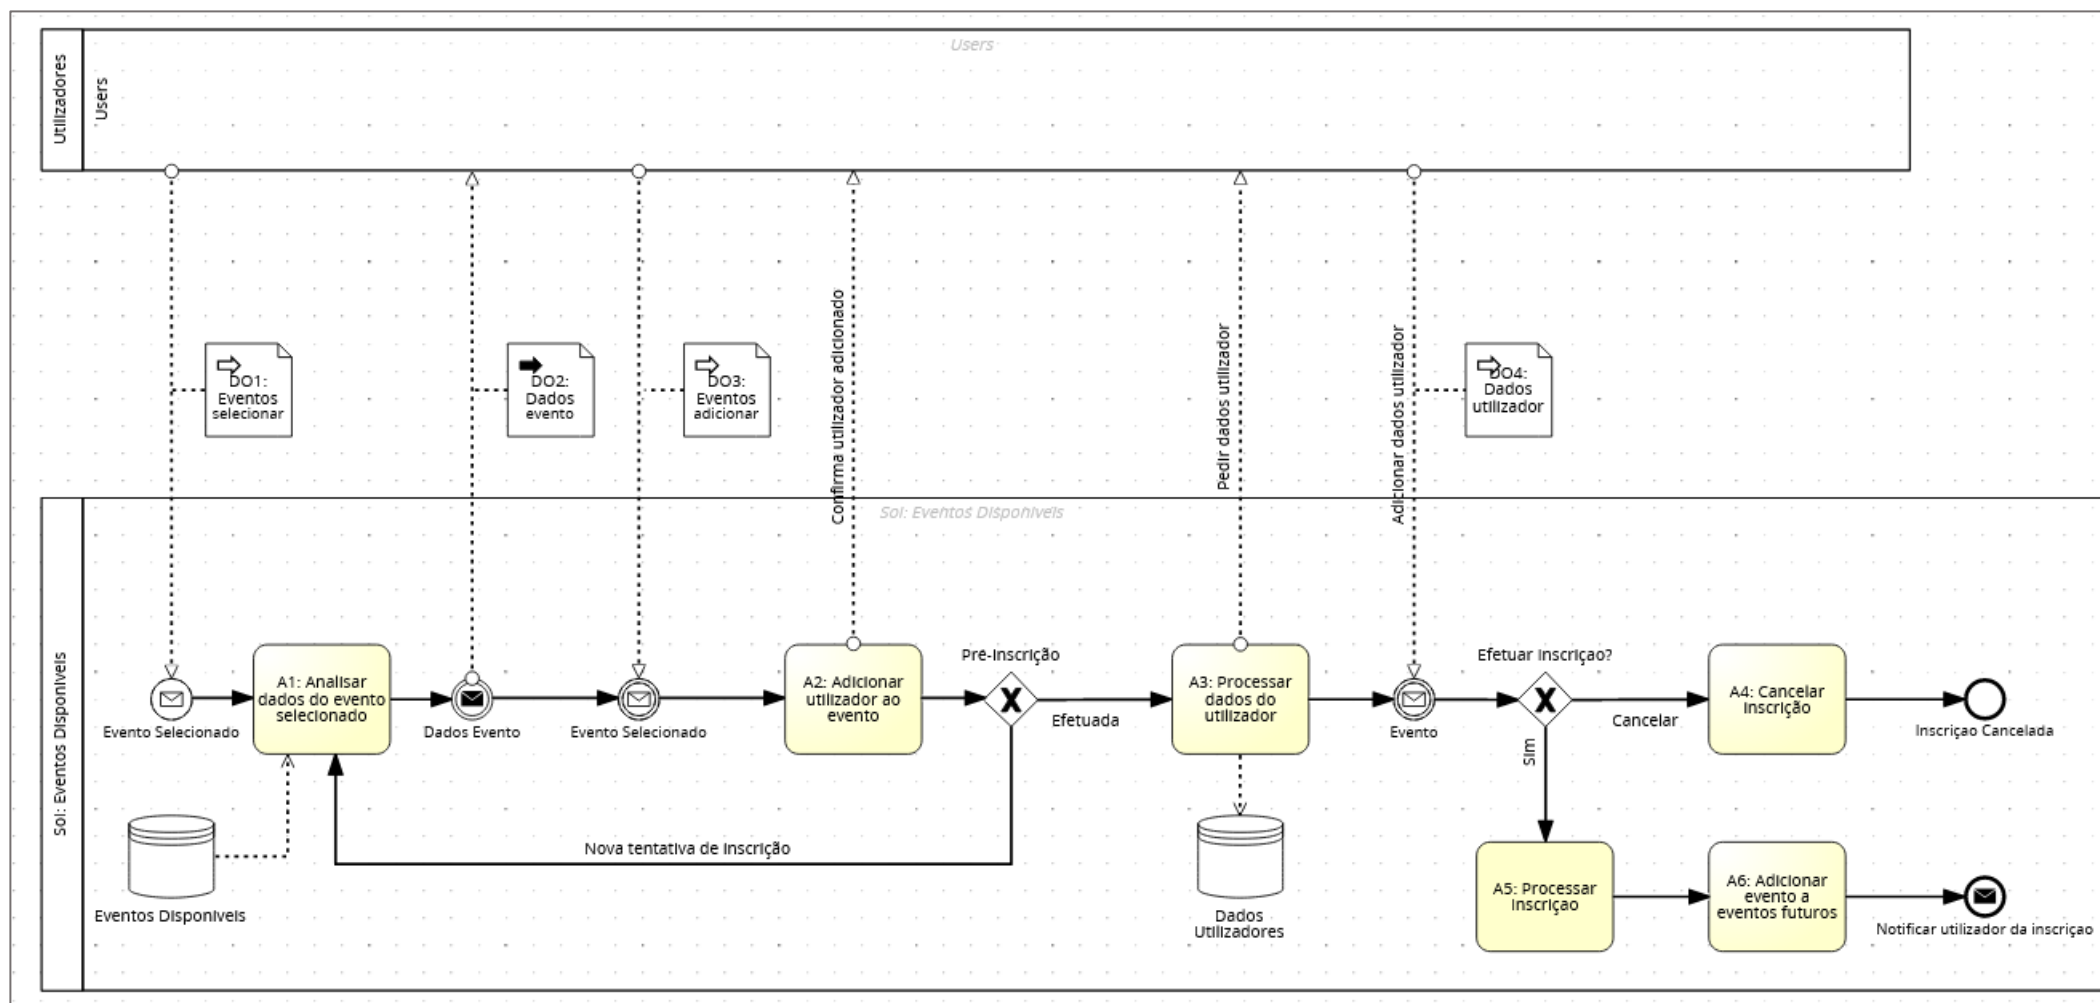 Users
Utilizadores
Users
DO1:
Eventos
selecionar
DO2:
Dados
evento
DO3:
Eventos
adicionar
Confirma utilizador adicionado
Pedir dados utilizador
Adicionar dados utilizador
DO4:
Dados
utilizador
Sol: Eventos Disponiveis
Sol: Eventos Disponiveis
Evento Selecionado
A1: Analisar
dados do evento
selecionado
Dados Evento
Evento Selecionado
A2: Adicionar
utilizador ao
evento
Pré-Inscrição
Efetuada
A3: Processar
dados do
utilizador
Evento
Efetuar inscriçao?
Cancelar
Sim
A4: Cancelar
inscrição
Inscriçao Cancelada
Nova tentativa de inscrição
Eventos Disponiveis
Dados
Utilizadores
A5: Processar
inscriçao
A6: Adicionar
evento a
eventos futuros
Notificar utilizador da inscriçao